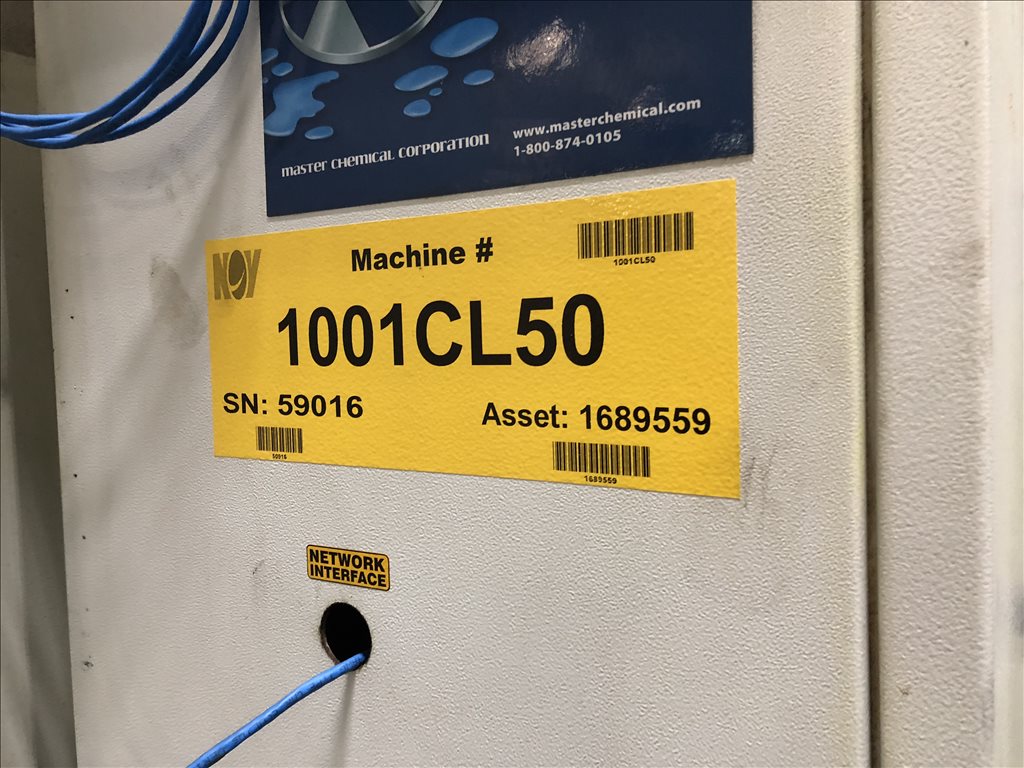 master CHEMICAL CORPORATION
www.masterchemical.com
1-800-874-0105
NOV
Machine #
1001CL50
1001CL50
SN: 59016
Asset: 1689559
1689559
NETWORK
INTERFACE